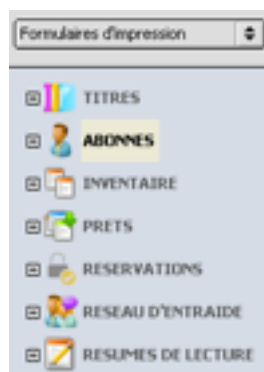 Formulaires d'impression
TITRES
ABONNES
INVENTAIRE
PRETS
RESERVATIONS
RESEAU D'ENTRAIDE
RESUMES DE LECTURE